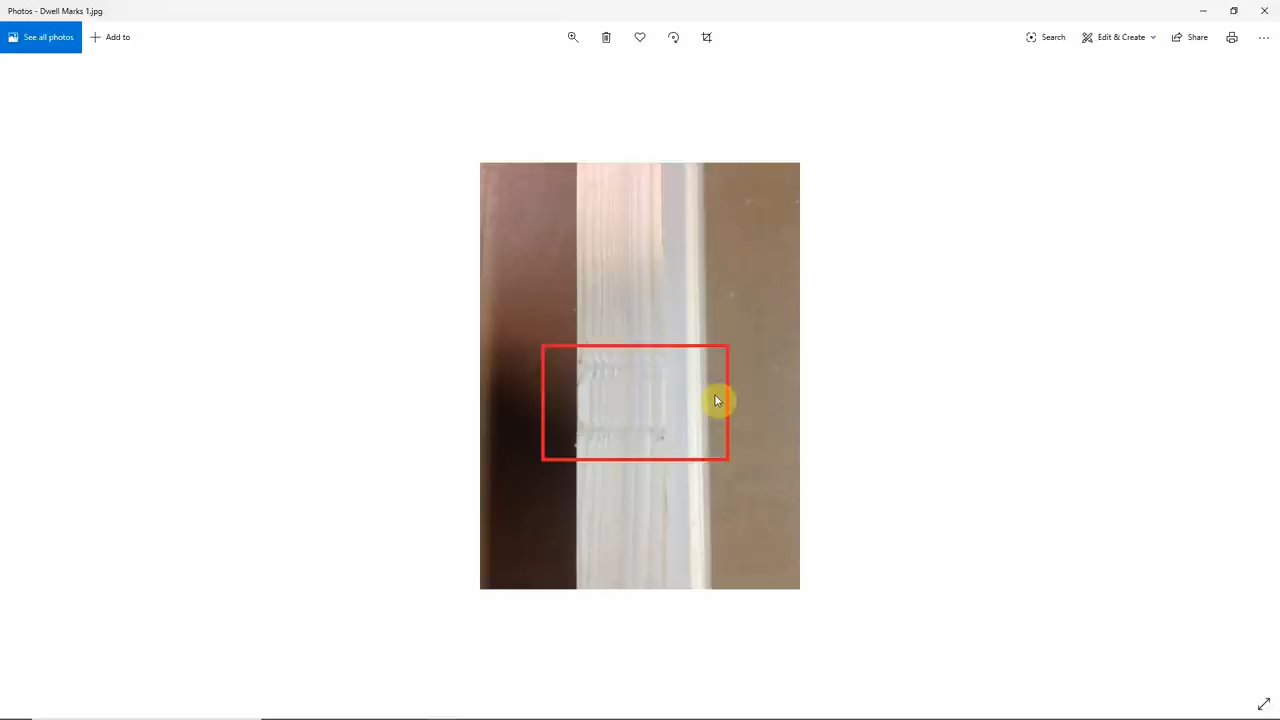 Photos - Dwell Marks 1.jpg
See all photos
Add to
Search
Edit & Create
Share